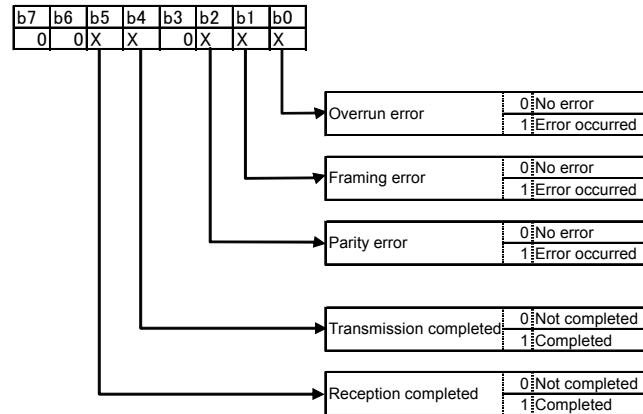 b7 b6 b5 b4 b3 b2 b1 b0
0 0 X X 0 X X X
Overrun error 0 No error
1 Error occurred
Framing error 0 No error
1 Error occurred
Parity error 0 No error
1 Error occurred
Transmission completed 0 Not completed
1 Completed
Reception completed 0 Not completed
1 Completed